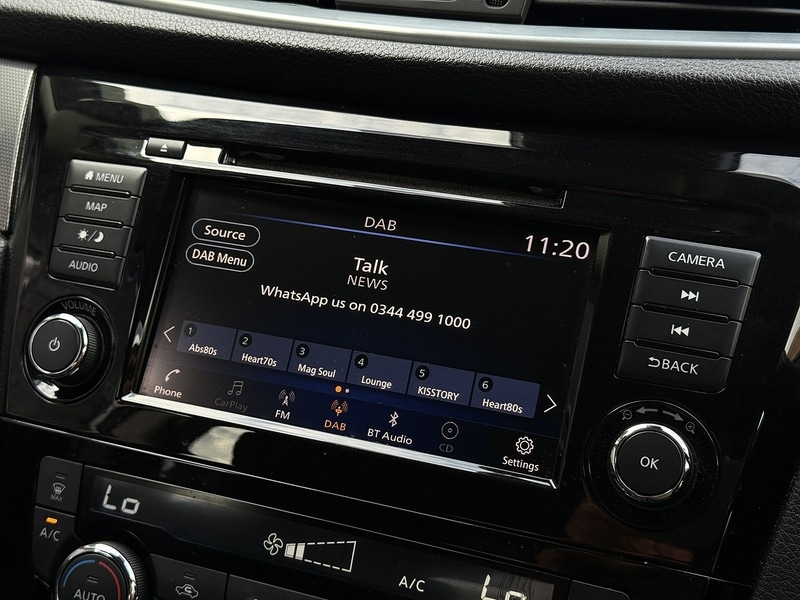 MENU
MAP
AUDIO
VOLUME
DAB
11:20
Source
DAB Menu
Talk
NEWS
WhatsApp us on 0344 499 1000
1 Abs80s
2 Heart70s
3 Mag Soul
4 Lounge
5 KISSTORY
6 Heart80s
Phone
CarPlay
FM
DAB
BT Audio
CD
Settings
CAMERA
BACK
OK
MAX
A/C
Lo
AUTO
A/C
Lo